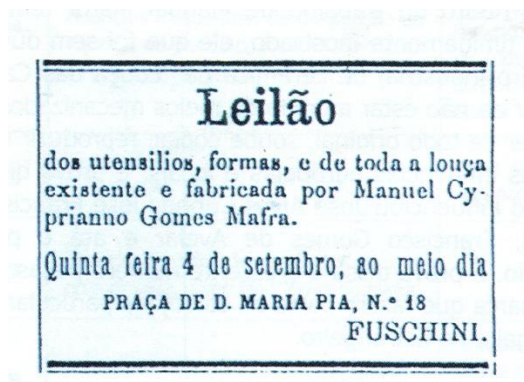 Leilão
dos utensilios, formas, e de toda a louça
existente e fabricada por Manuel Cy-
prianno Gomes Mafra.
Quinta feira 4 de setembro, ao meio dia
PRAÇA DE D. MARIA PIA, N.º 18
FUSCHINI.